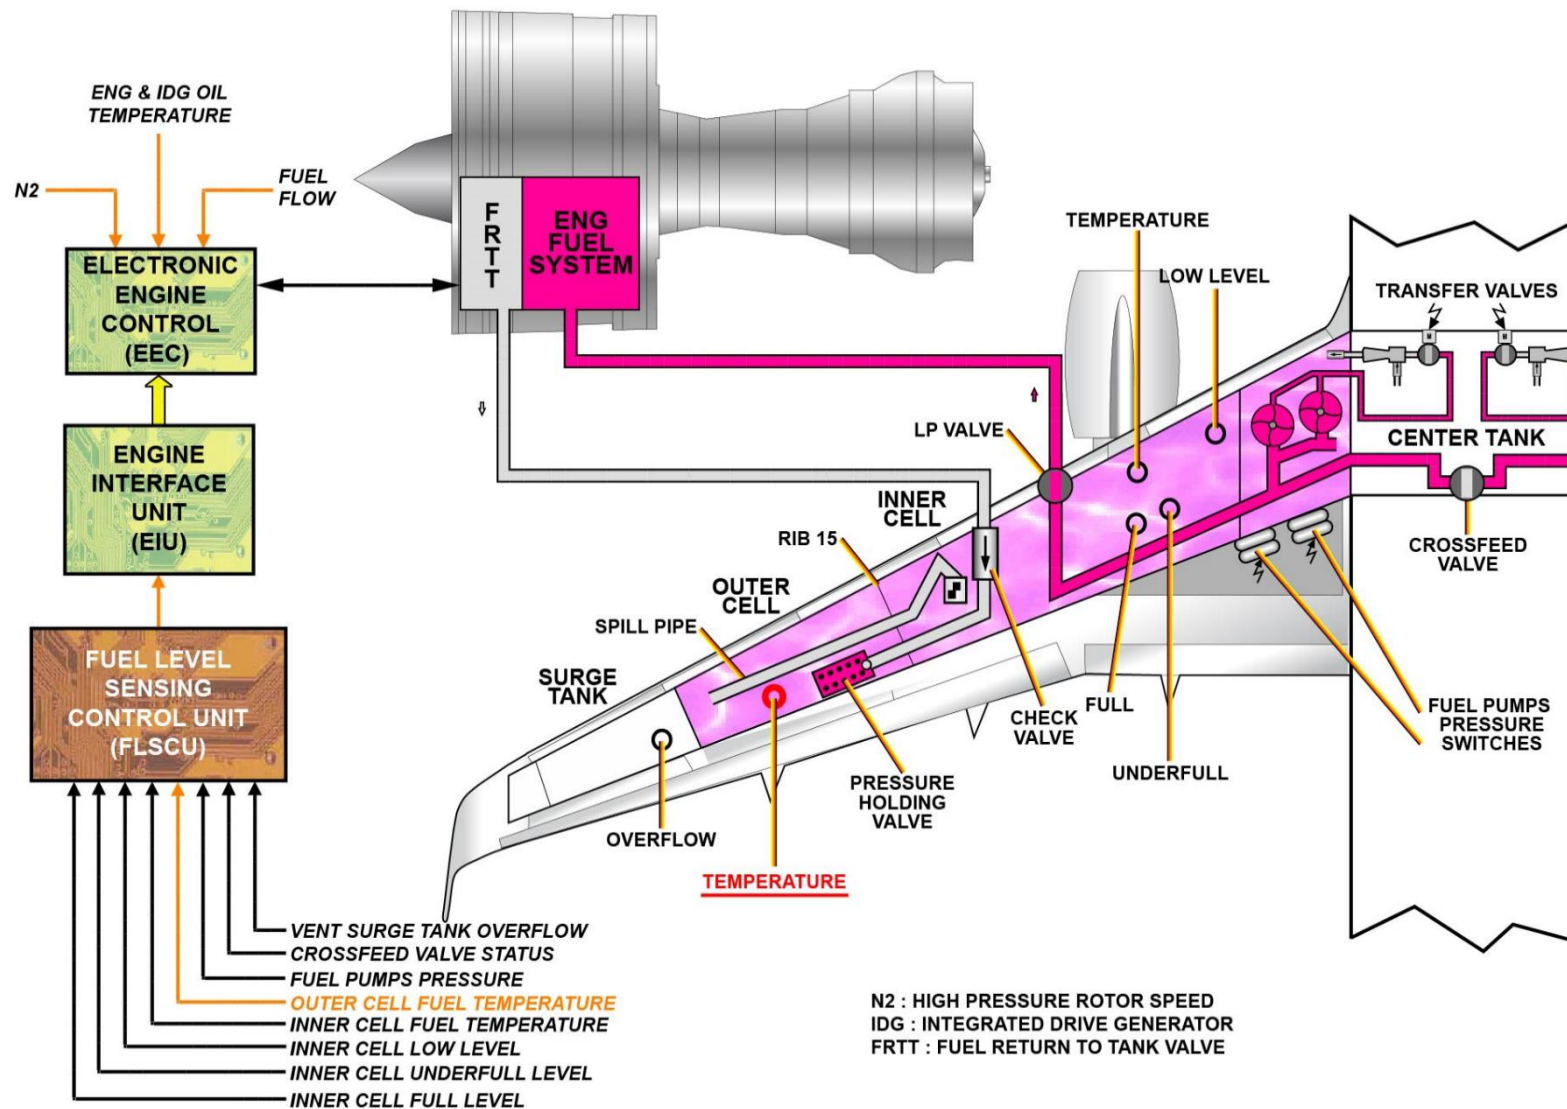 ENG & IDG OIL
TEMPERATURE
N2
FUEL
FLOW
ELECTRONIC
ENGINE
CONTROL
(EEC)
ENGINE
INTERFACE
UNIT
(EIU)
FUEL LEVEL
SENSING
CONTROL UNIT
(FLSCU)
VENT SURGE TANK OVERFLOW
CROSSFEED VALVE STATUS
FUEL PUMPS PRESSURE
OUTER CELL FUEL TEMPERATURE
INNER CELL FUEL TEMPERATURE
INNER CELL LOW LEVEL
INNER CELL UNDERFULL LEVEL
INNER CELL FULL LEVEL
F
R
T
T
ENG
FUEL
SYSTEM
TEMPERATURE
LOW LEVEL
TRANSFER VALVES
M
M
LP VALVE
CENTER TANK
INNER
CELL
RIB 15
CROSSFEED
VALVE
OUTER
CELL
SPILL PIPE
SURGE
TANK
FULL
CHECK
VALVE
FUEL PUMPS
PRESSURE
SWITCHES
UNDERFULL
PRESSURE
HOLDING
VALVE
OVERFLOW
TEMPERATURE
N2 : HIGH PRESSURE ROTOR SPEED
IDG : INTEGRATED DRIVE GENERATOR
FRTT : FUEL RETURN TO TANK VALVE